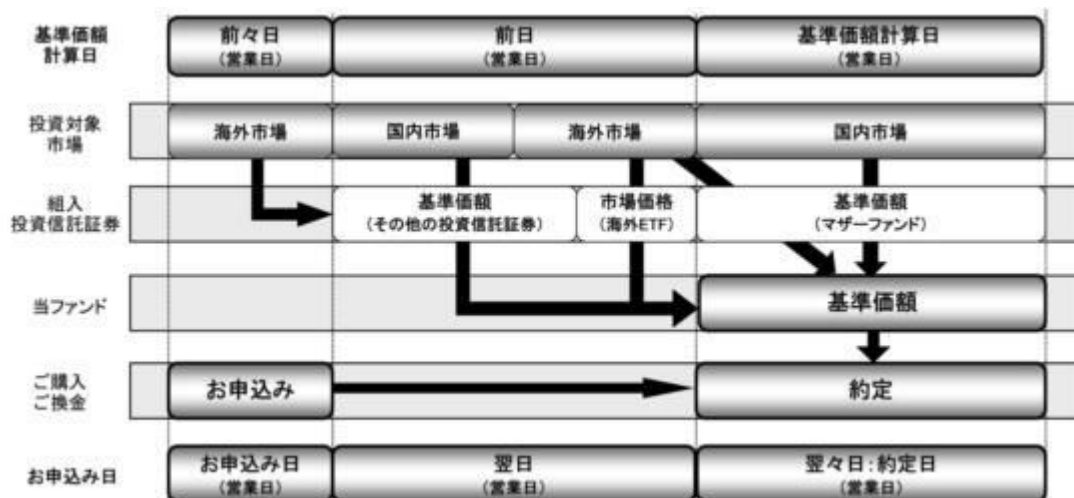 基準価額
計算日
前々日
(営業日)
前日
(営業日)
基準価額計算日
(営業日)
投資対象
市場
海外市場
国内市場
海外市場
国内市場
組入
投資信託証券
基準価額
(その他の投資信託証券)
市場価格
(海外ETF)
基準価額
(マザーファンド)
当ファンド
基準価額
ご購入
ご換金
お申込み
約定
お申込み日
お申込み日
(営業日)
翌日
(営業日)
翌々日:約定日
(営業日)